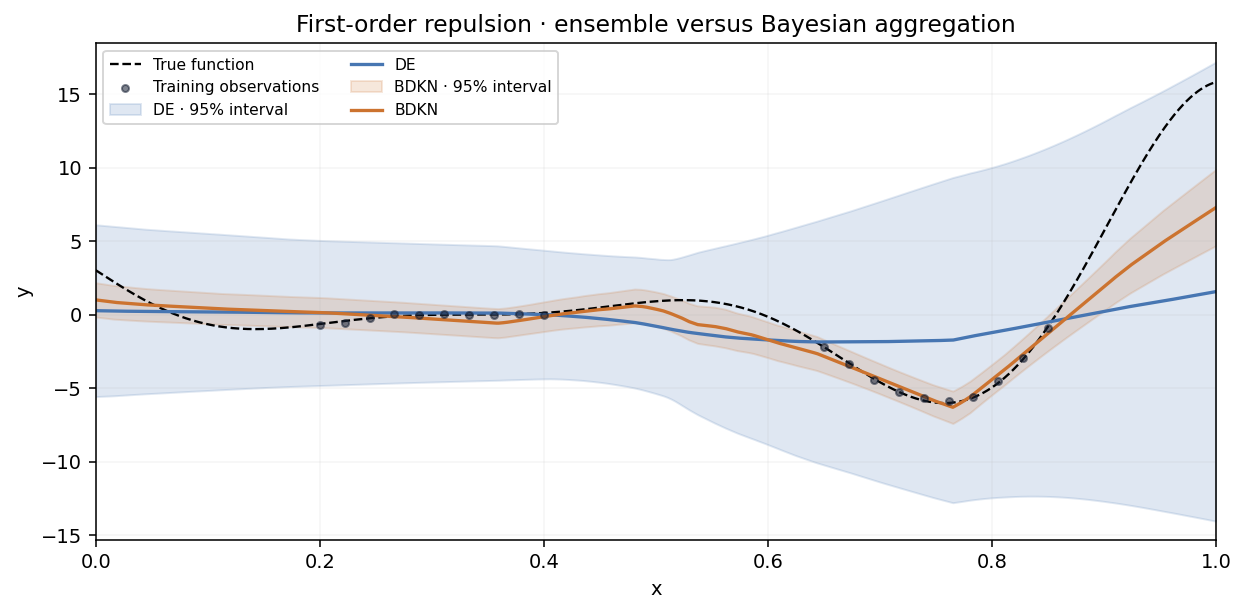 First-order repulsion · ensemble versus Bayesian aggregation
True function
Training observations
DE · 95% interval
DE
BDKN · 95% interval
BDKN
y
15
10
5
0
−5
−10
−15
0.0
0.2
0.4
0.6
0.8
1.0
x